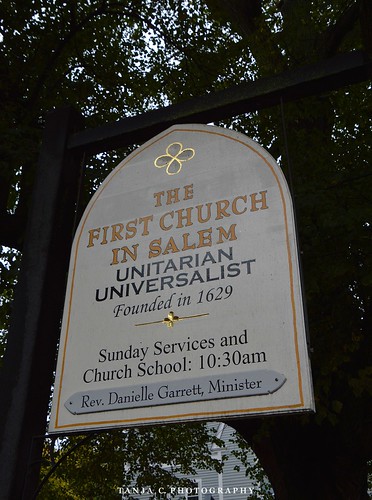 THE
FIRST CHURCH
IN SALEM
UNITARIAN
UNIVERSALIST
Founded in 1629
Sunday Services and
Church School: 10:30am
Rev. Danielle Garrett, Minister
TANJA C. PHOTOGRAPHY